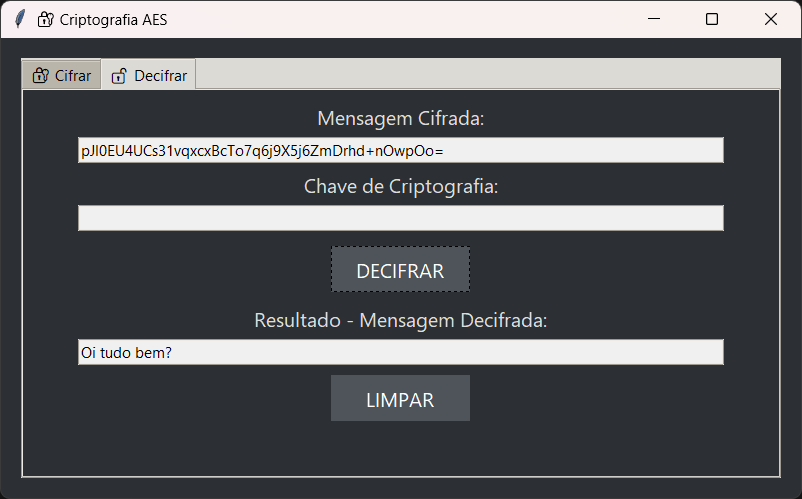 Criptografia AES
Cifrar
Decifrar
Mensagem Cifrada:
pJI0EU4UCs31vqxcxBcTo7q6j9X5j6ZmDrhd+nOwpOo=
Chave de Criptografia:
DECIFRAR
Resultado - Mensagem Decifrada:
Oi tudo bem?
LIMPAR